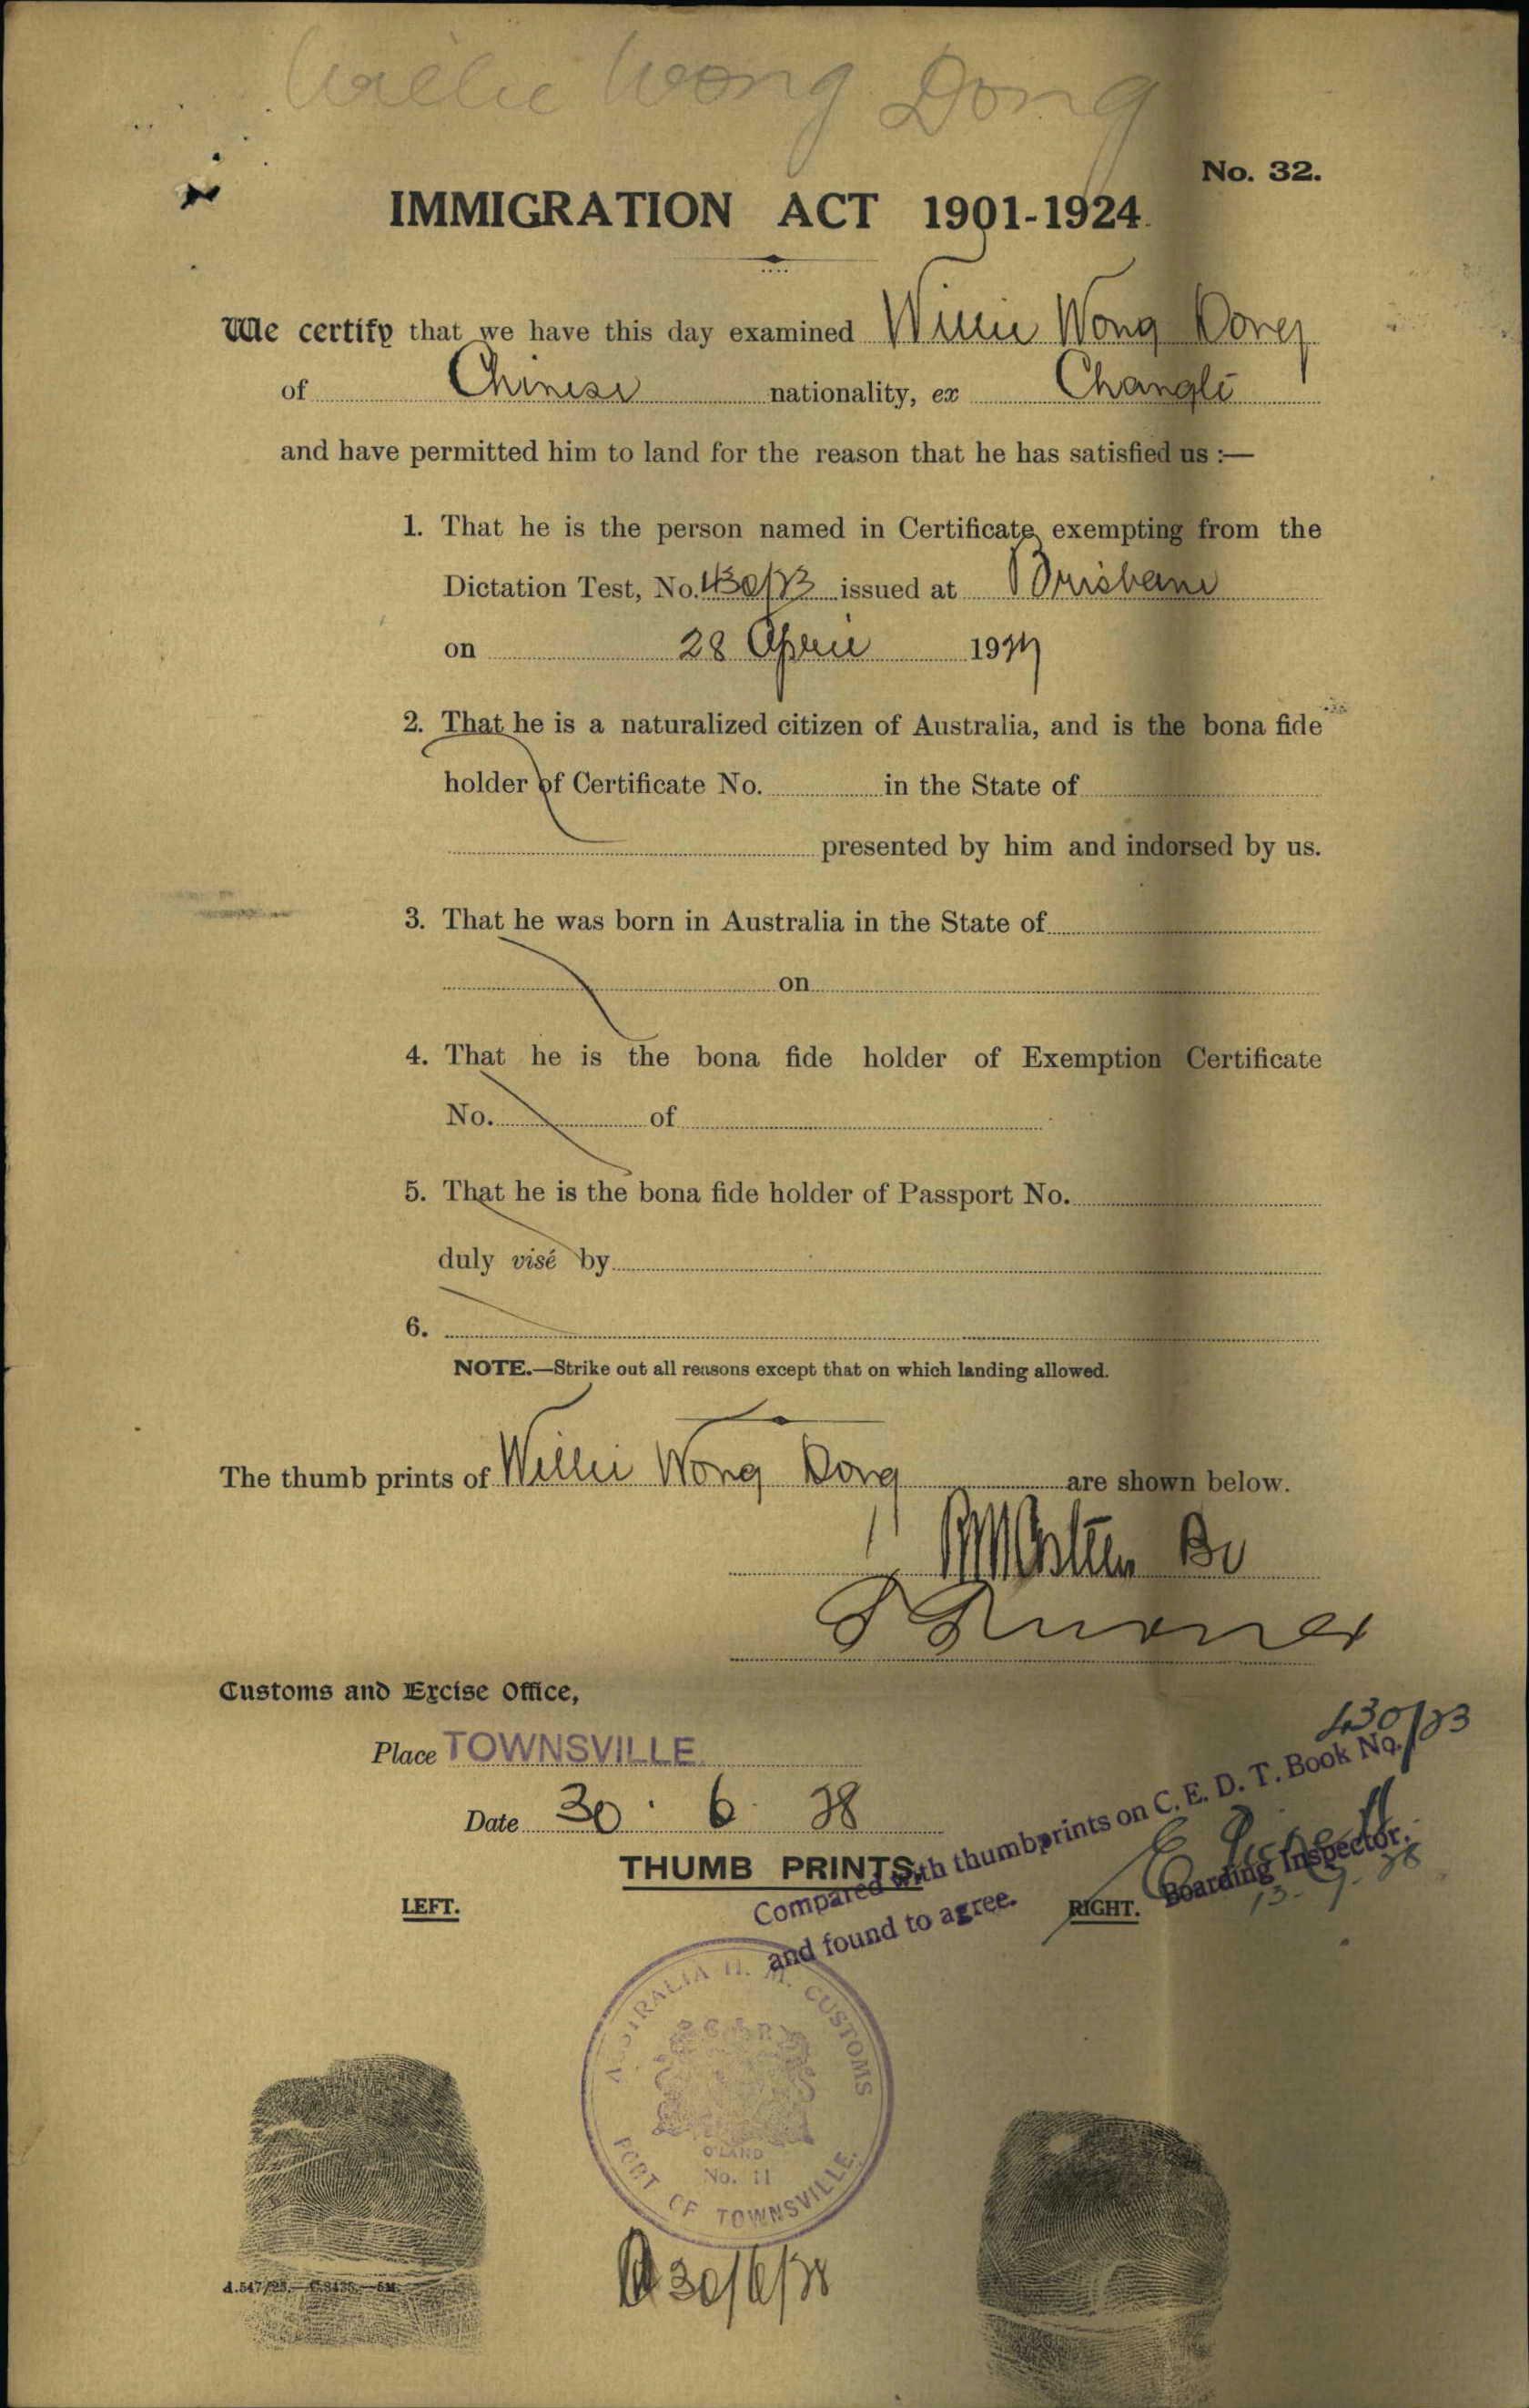 Willie Wong Dong
No. 32.
IMMIGRATION ACT 1901-1924.
We certify that we have this day examined Willie Wong Dong
of Chinese nationality, ex Changte
and have permitted him to land for the reason that he has satisfied us :—
1. That he is the person named in Certificate exempting from the
Dictation Test, No. 430/73 issued at Brisbane
on 28 April 19
2. That he is a naturalized citizen of Australia, and is the bona fide
holder of Certificate No. in the State of
presented by him and indorsed by us.
3. That he was born in Australia in the State of
on
4. That he is the bona fide holder of Exemption Certificate
No. of
5. That he is the bona fide holder of Passport No.
duly visé by
6.
NOTE.—Strike out all reasons except that on which landing allowed.
The thumb prints of Willie Wong Dong are shown below.
Customs and Excise Office,
Place TOWNSVILLE
Date 30. 6. 28
THUMB PRINTS.
LEFT.
RIGHT.
Compared with thumbprints on C. E. D. T. Book No.
and found to agree.
Boarding Inspector.
AUSTRALIA H. M. CUSTOMS
G R
Q'LAND
No. 11
PORT OF TOWNSVILLE.